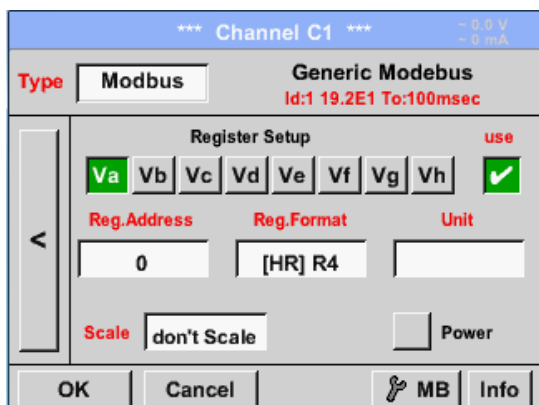 *** Channel C1 ***
~ 0.0 V
~ 0 mA
Type
Modbus
Generic Modebus
Id:1 19.2E1 To:100msec
Register Setup
use
Va Vb Vc Vd Ve Vf Vg Vh
Reg.Address
Reg.Format
Unit
<
0
[HR] R4
Scale
don't Scale
Power
OK
Cancel
MB
Info